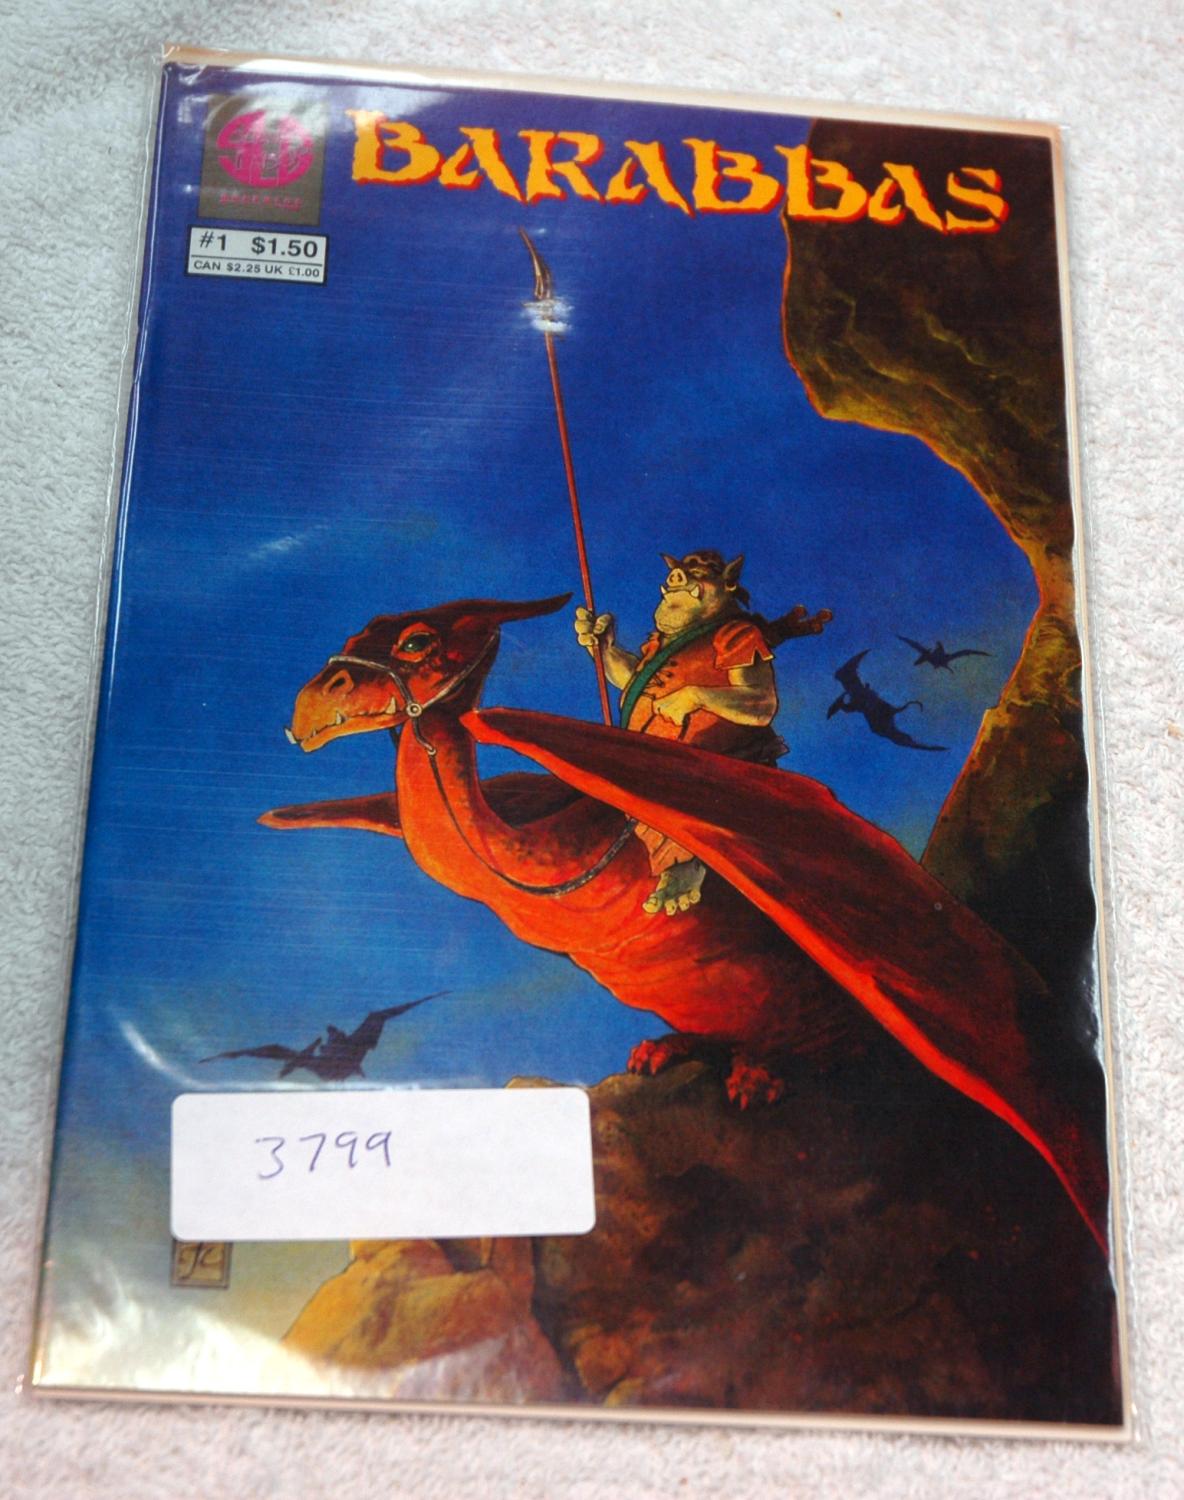 BARABBAS
#1 $1.50
CAN $2.25 UK £1.00
3799